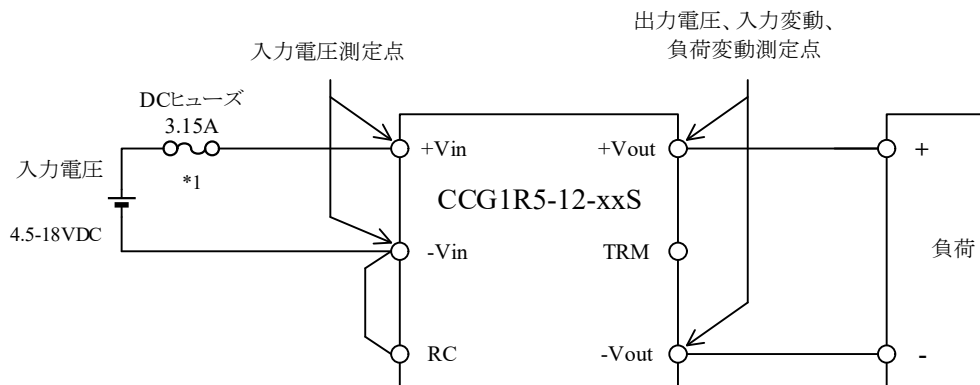 出力電圧、入力変動、
負荷変動測定点
入力電圧測定点
DCヒューズ
3.15A
*1
入力電圧
4.5-18VDC
+Vin
+Vout
+
CCG1R5-12-xxS
-Vin
TRM
負荷
RC
-Vout
-